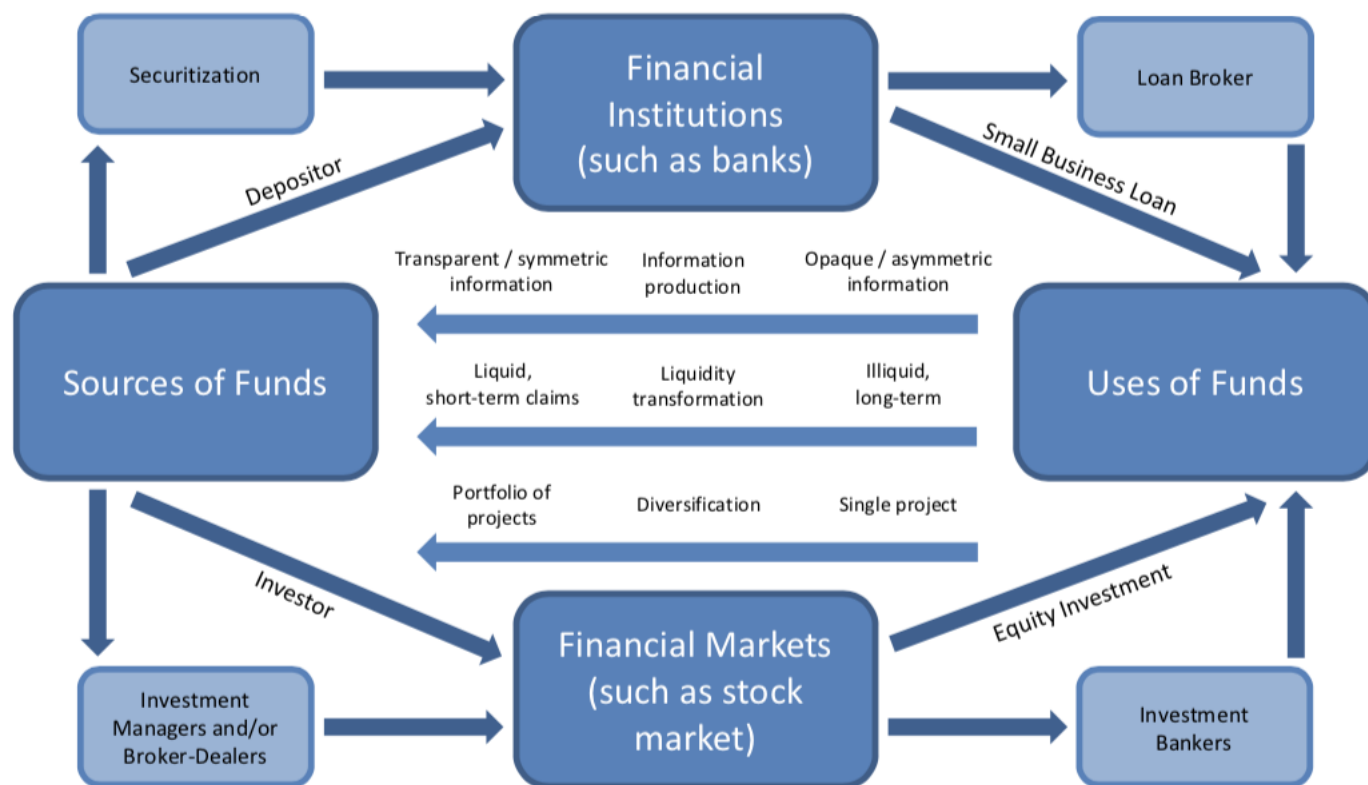 Securitization
Financial
Institutions
(such as banks)
Loan Broker
Depositor
Small Business Loan
Transparent / symmetric
information
Information
production
Opaque / asymmetric
information
Sources of Funds
Liquid,
short-term claims
Liquidity
transformation
Illiquid,
long-term
Uses of Funds
Portfolio of
projects
Diversification
Single project
Investor
Equity Investment
Financial Markets
(such as stock
market)
Investment
Managers and/or
Broker-Dealers
Investment
Bankers